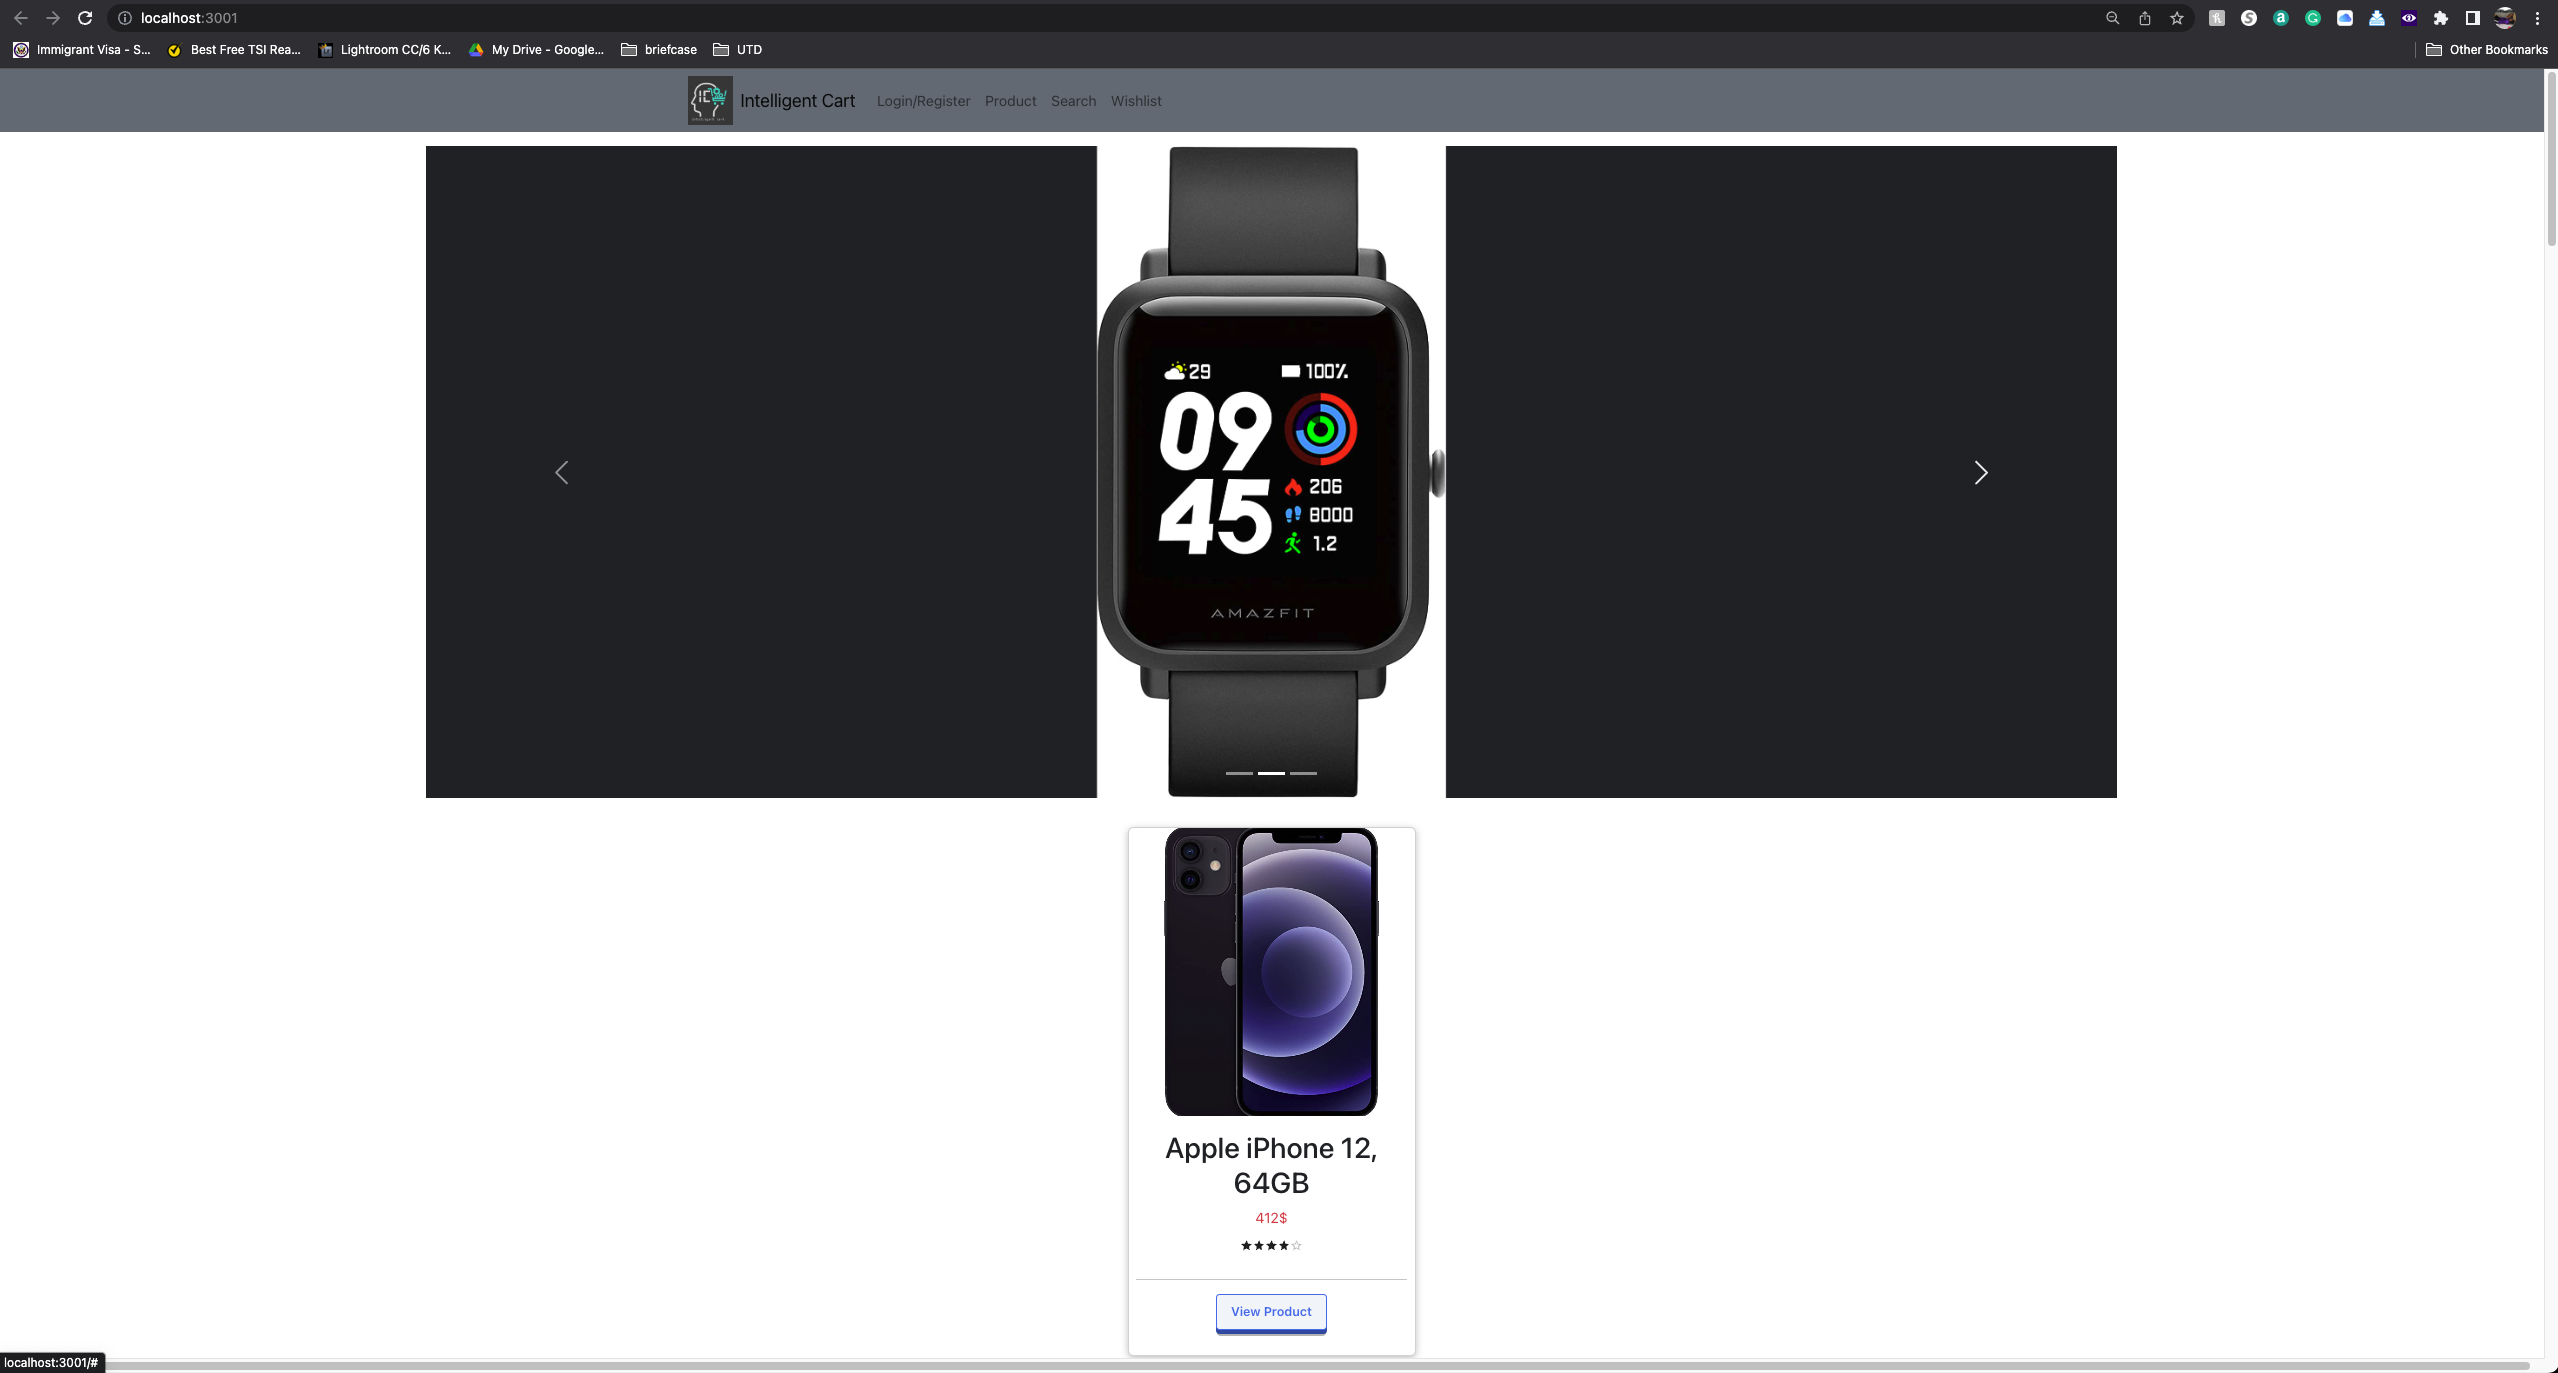 localhost:3001
Immigrant Visa - S... Best Free TSI Rea... Lightroom CC/6 K... My Drive - Google... briefcase UTD Other Bookmarks
Intelligent Cart Login/Register Product Search Wishlist
29 100%
09
45
206
8000
1.2
AMAZFIT
Apple iPhone 12,
64GB
412$
View Product
localhost:3001/#